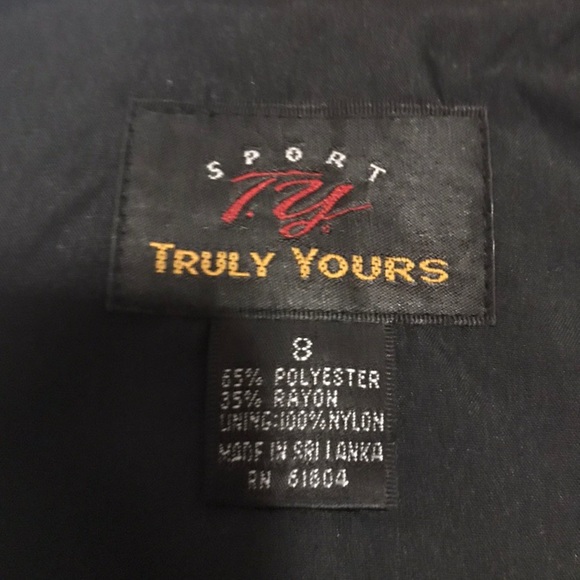 SPORT
T.Y.
TRULY YOURS
8
65% POLYESTER
35% RAYON
LINING:100% NYLON
MADE IN SRI LANKA
RN 61604